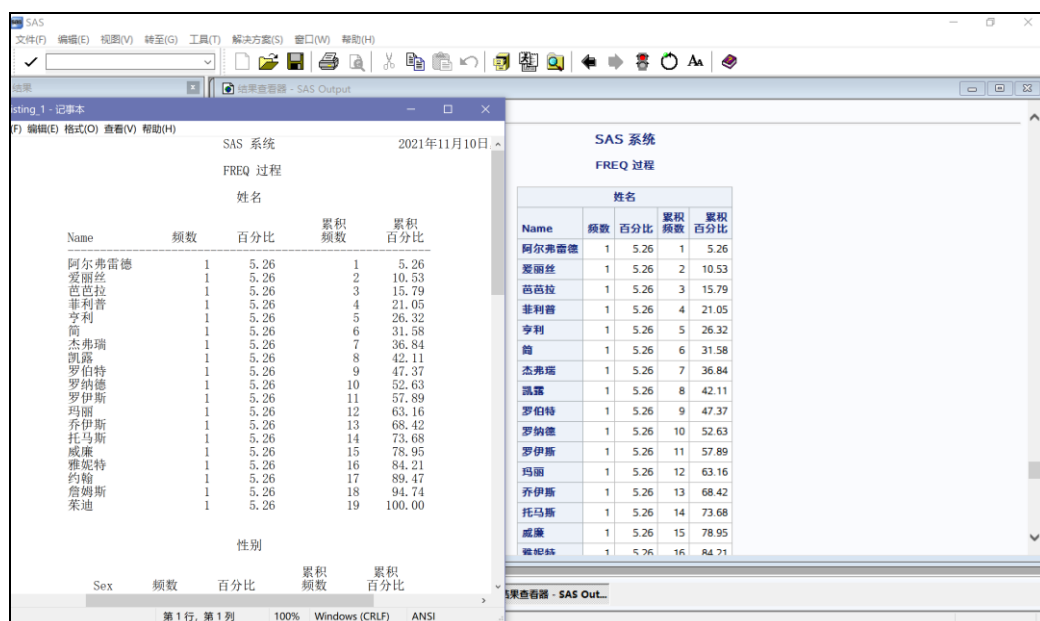 SAS
文件(F) 编辑(E) 视图(V) 转至(G) 工具(T) 解决方案(S) 窗口(W) 帮助(H)
结果
结果查看器 - SAS Output
isting_1 - 记事本
(F) 编辑(E) 格式(O) 查看(V) 帮助(H)
SAS 系统 2021年11月10日
FREQ 过程
姓名
累积 累积
Name 频数 百分比 频数 百分比
阿尔弗雷德 1 5.26 1 5.26
爱丽丝 1 5.26 2 10.53
芭芭拉 1 5.26 3 15.79
菲利普 1 5.26 4 21.05
亨利 1 5.26 5 26.32
简 1 5.26 6 31.58
杰弗瑞 1 5.26 7 36.84
凯露 1 5.26 8 42.11
罗伯特 1 5.26 9 47.37
罗纳德 1 5.26 10 52.63
罗伊斯 1 5.26 11 57.89
玛丽 1 5.26 12 63.16
乔伊斯 1 5.26 13 68.42
托马斯 1 5.26 14 73.68
威廉 1 5.26 15 78.95
雅妮特 1 5.26 16 84.21
约翰 1 5.26 17 89.47
詹姆斯 1 5.26 18 94.74
茱迪 1 5.26 19 100.00
性别
累积 累积
Sex 频数 百分比 频数 百分比
第 1 行, 第 1 列 100% Windows (CRLF) ANSI
SAS 系统
FREQ 过程
姓名
Name 频数 百分比 累积频数 累积百分比
阿尔弗雷德 1 5.26 1 5.26
爱丽丝 1 5.26 2 10.53
芭芭拉 1 5.26 3 15.79
菲利普 1 5.26 4 21.05
亨利 1 5.26 5 26.32
简 1 5.26 6 31.58
杰弗瑞 1 5.26 7 36.84
凯露 1 5.26 8 42.11
罗伯特 1 5.26 9 47.37
罗纳德 1 5.26 10 52.63
罗伊斯 1 5.26 11 57.89
玛丽 1 5.26 12 63.16
乔伊斯 1 5.26 13 68.42
托马斯 1 5.26 14 73.68
威廉 1 5.26 15 78.95
雅妮特 1 5.26 16 84.21
结果查看器 - SAS Out...